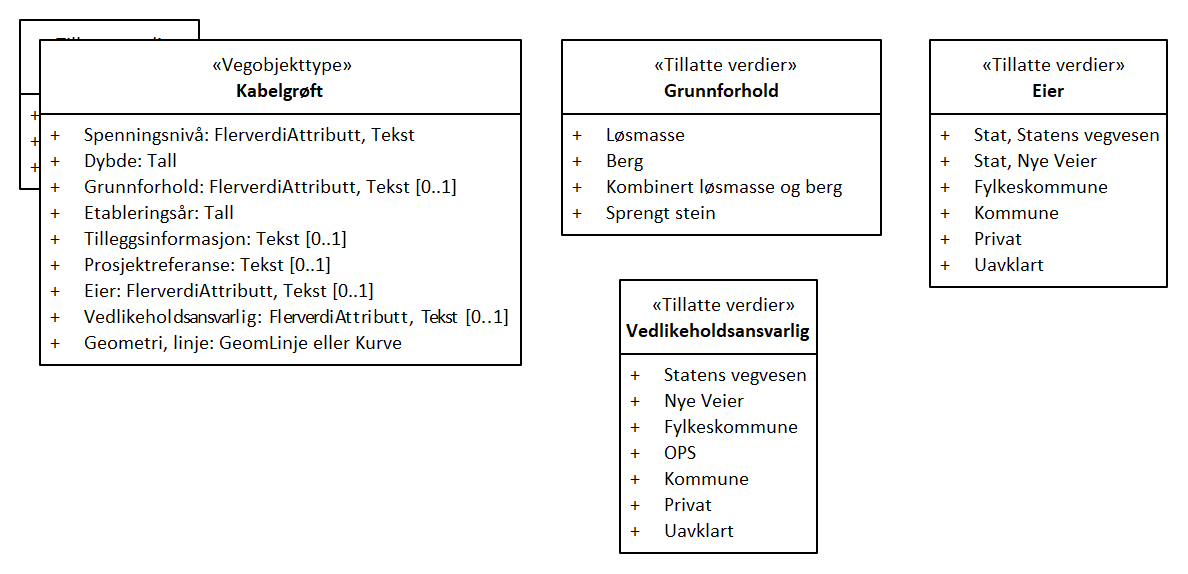 «Vegobjekttype»
Kabelgrøft
+ Spenningsnivå: FlerverdiAttributt, Tekst
+ Dybde: Tall
+ Grunnforhold: FlerverdiAttributt, Tekst [0..1]
+ Etableringsår: Tall
+ Tilleggsinformasjon: Tekst [0..1]
+ Prosjektreferanse: Tekst [0..1]
+ Eier: FlerverdiAttributt, Tekst [0..1]
+ Vedlikeholdsansvarlig: FlerverdiAttributt, Tekst [0..1]
+ Geometri, linje: GeomLinje eller Kurve
+
+
+
«Tillatte verdier»
Grunnforhold
+ Løsmasse
+ Berg
+ Kombinert løsmasse og berg
+ Sprengt stein
«Tillatte verdier»
Eier
+ Stat, Statens vegvesen
+ Stat, Nye Veier
+ Fylkeskommune
+ Kommune
+ Privat
+ Uavklart
«Tillatte verdier»
Vedlikeholdsansvarlig
+ Statens vegvesen
+ Nye Veier
+ Fylkeskommune
+ OPS
+ Kommune
+ Privat
+ Uavklart